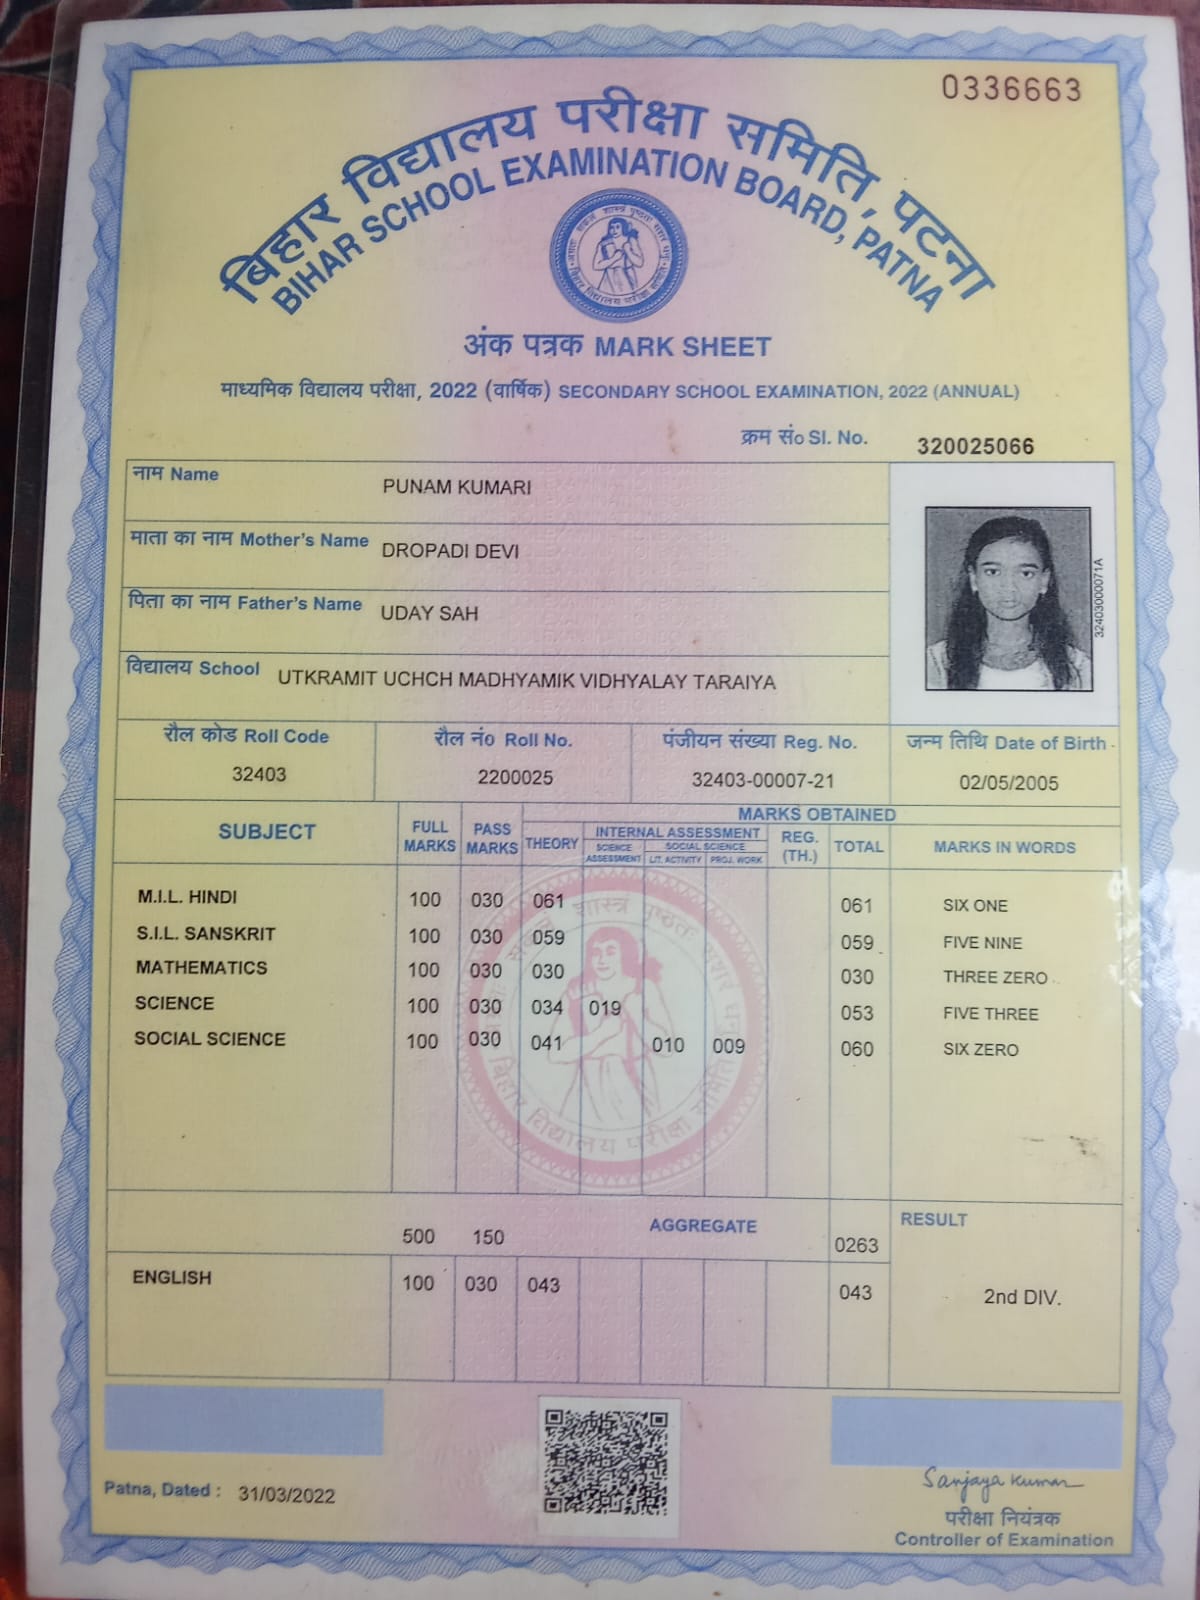 0336663
बिहार विद्यालय परीक्षा समिति, पटना
BIHAR SCHOOL EXAMINATION BOARD, PATNA
अंक पत्रक MARK SHEET
माध्यमिक विद्यालय परीक्षा, 2022 (वार्षिक) SECONDARY SCHOOL EXAMINATION, 2022 (ANNUAL)
क्रम सं० Sl. No. 320025066
नाम Name PUNAM KUMARI
माता का नाम Mother's Name DROPADI DEVI
पिता का नाम Father's Name UDAY SAH
विद्यालय School UTKRAMIT UCHCH MADHYAMIK VIDHYALAY TARAIYA
32403000071A
रौल कोड Roll Code रौल नं० Roll No. पंजीयन संख्या Reg. No. जन्म तिथि Date of Birth
32403 2200025 32403-00007-21 02/05/2005
MARKS OBTAINED
SUBJECT FULL MARKS PASS MARKS THEORY INTERNAL ASSESSMENT REG. (TH.) TOTAL MARKS IN WORDS
SCIENCE ASSESSMENT SOCIAL SCIENCE
LIT. ACTIVITY PROJ. WORK
M.I.L. HINDI 100 030 061 061 SIX ONE
S.I.L. SANSKRIT 100 030 059 059 FIVE NINE
MATHEMATICS 100 030 030 030 THREE ZERO
SCIENCE 100 030 034 019 053 FIVE THREE
SOCIAL SCIENCE 100 030 041 010 009 060 SIX ZERO
बिहार विद्यालय परीक्षा समिति
500 150 AGGREGATE 0263 RESULT
ENGLISH 100 030 043 043 2nd DIV.
Patna, Dated : 31/03/2022
Sanjaya Kumar
परीक्षा नियंत्रक
Controller of Examination